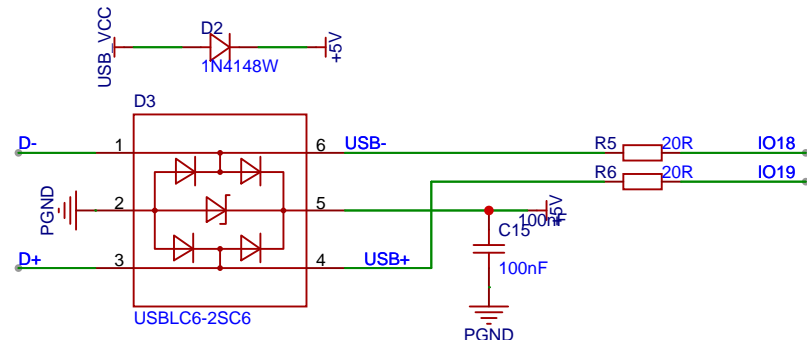 USB_VCC
D2
1N4148W
+5V
D3
D-
1
6
USB-
R5
20R
IO18
R6
20R
IO19
PGND
2
5
+5V
100nF
C15
100nF
D+
3
4
USB+
USBLC6-2SC6
PGND